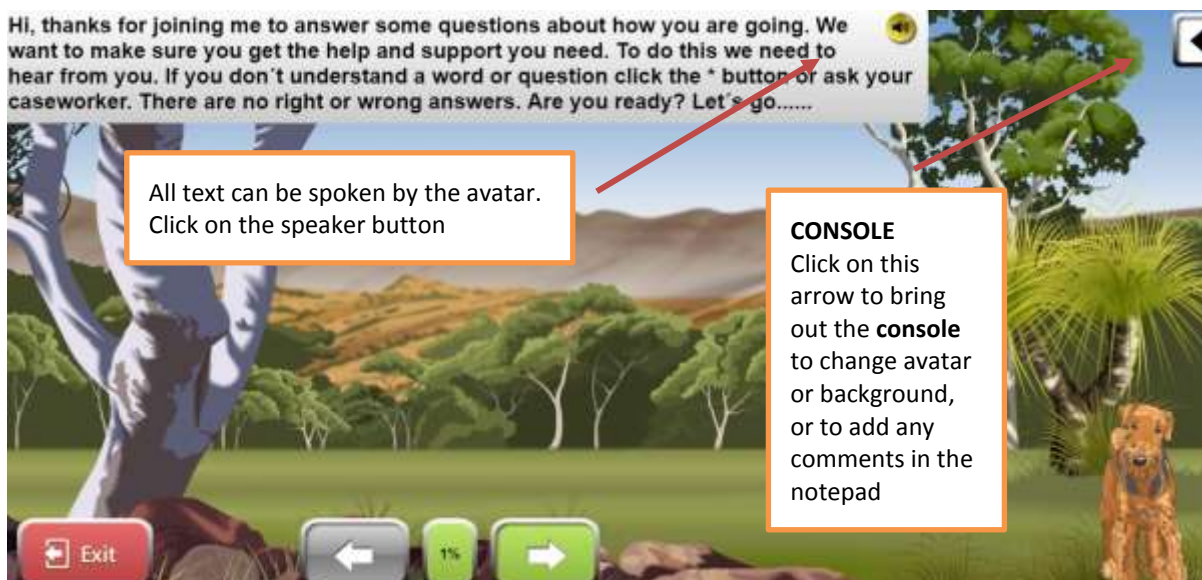 Hi, thanks for joining me to answer some questions about how you are going. We
want to make sure you get the help and support you need. To do this we need to
hear from you. If you don´t understand a word or question click the * button or ask your
caseworker. There are no right or wrong answers. Are you ready? Let´s go......
All text can be spoken by the avatar.
Click on the speaker button
CONSOLE
Click on this
arrow to bring
out the console
to change avatar
or background,
or to add any
comments in the
notepad
Exit
1%